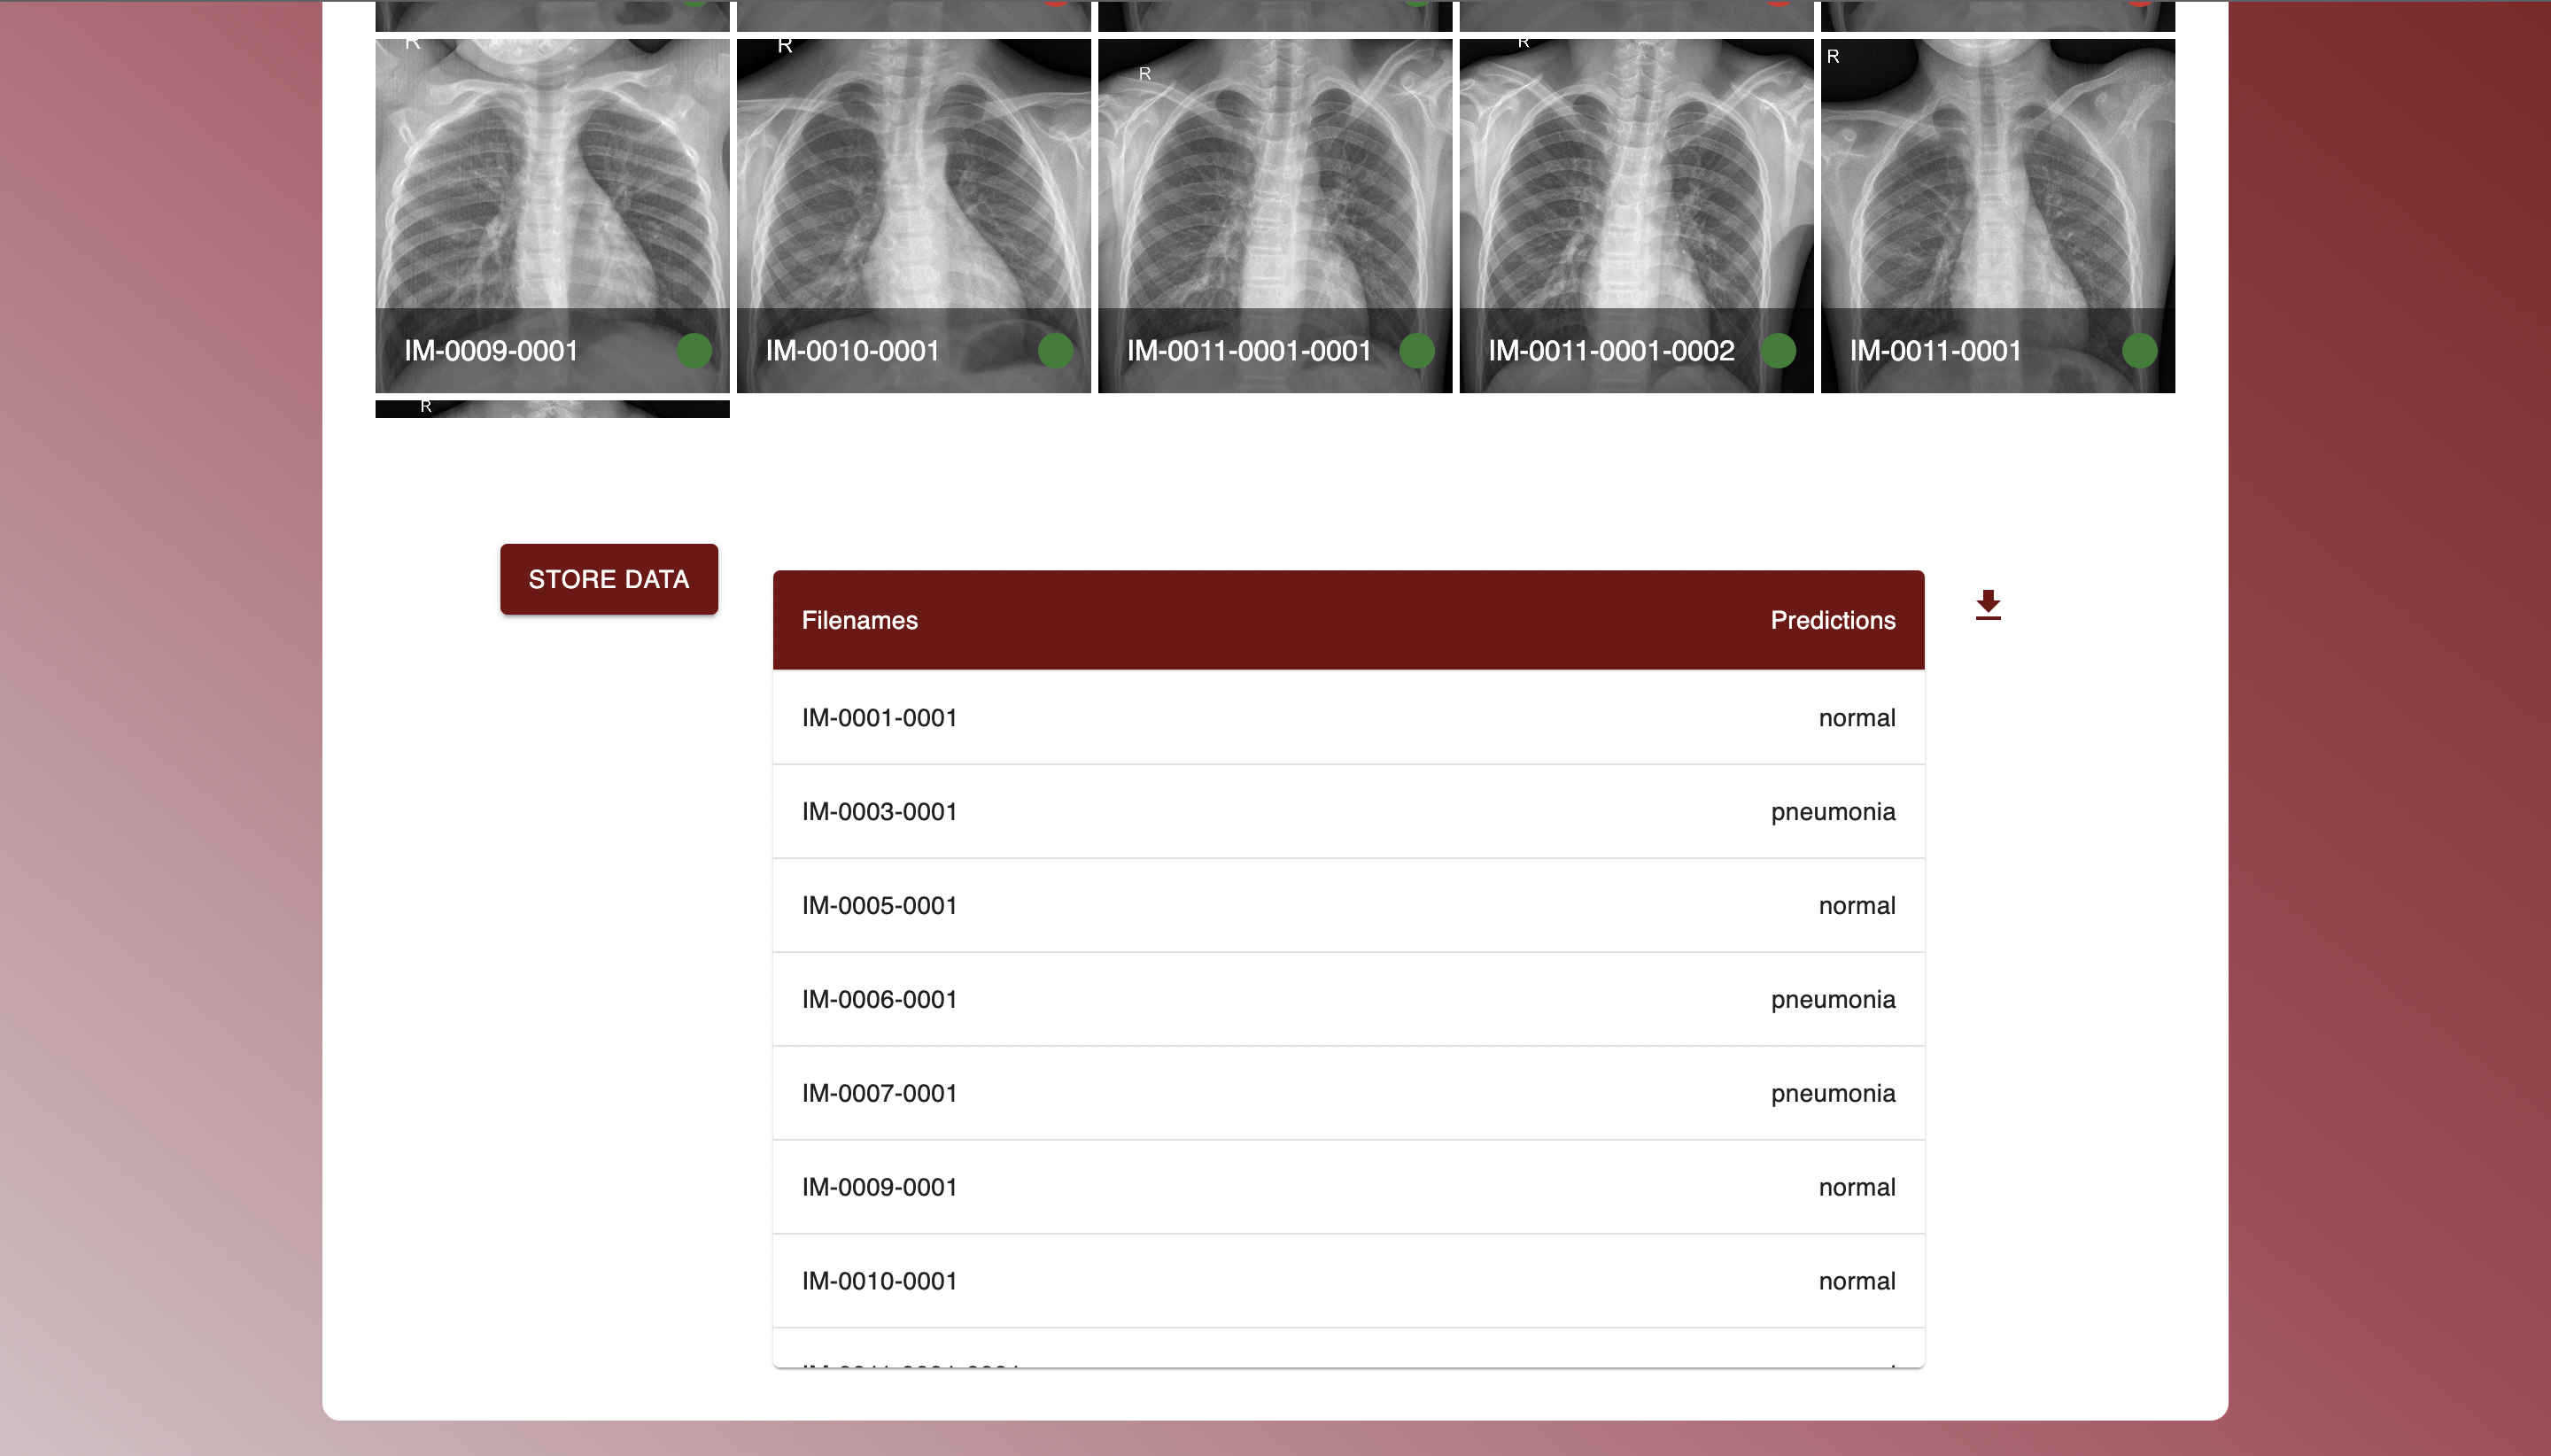 R
R
R
R
R
IM-0009-0001
IM-0010-0001
IM-0011-0001-0001
IM-0011-0001-0002
IM-0011-0001
R
STORE DATA
Filenames Predictions
IM-0001-0001 normal
IM-0003-0001 pneumonia
IM-0005-0001 normal
IM-0006-0001 pneumonia
IM-0007-0001 pneumonia
IM-0009-0001 normal
IM-0010-0001 normal